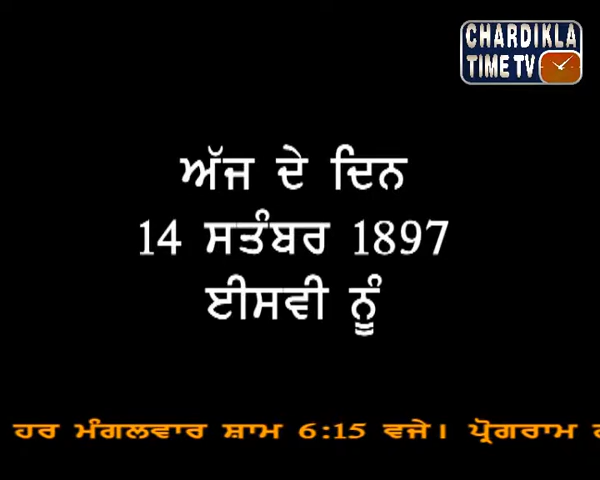 CHARDIKLA
TIME TV
ਅੱਜ ਦੇ ਦਿਨ
14 ਸਤੰਬਰ 1897
ਈਸਵੀ ਨੂੰ
ਹਰ ਮੰਗਲਵਾਰ ਸ਼ਾਮ 6:15 ਵਜੇ। ਪ੍ਰੋਗਰਾਮ